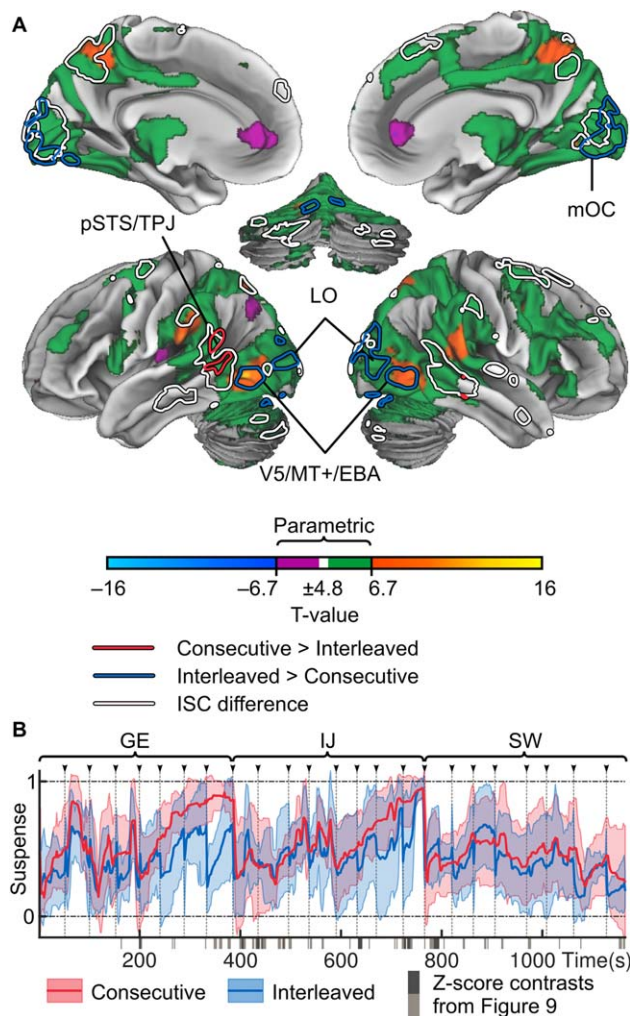 A
mOC
pSTS/TPJ
LO
V5/MT+/EBA
Parametric
−16 −6.7 ±4.8 6.7 16
T-value
Consecutive > Interleaved
Interleaved > Consecutive
ISC difference
B
GE IJ SW
1
Suspense
0
200 400 600 800 1000 Time(s)
Consecutive Interleaved Z-score contrasts
from Figure 9